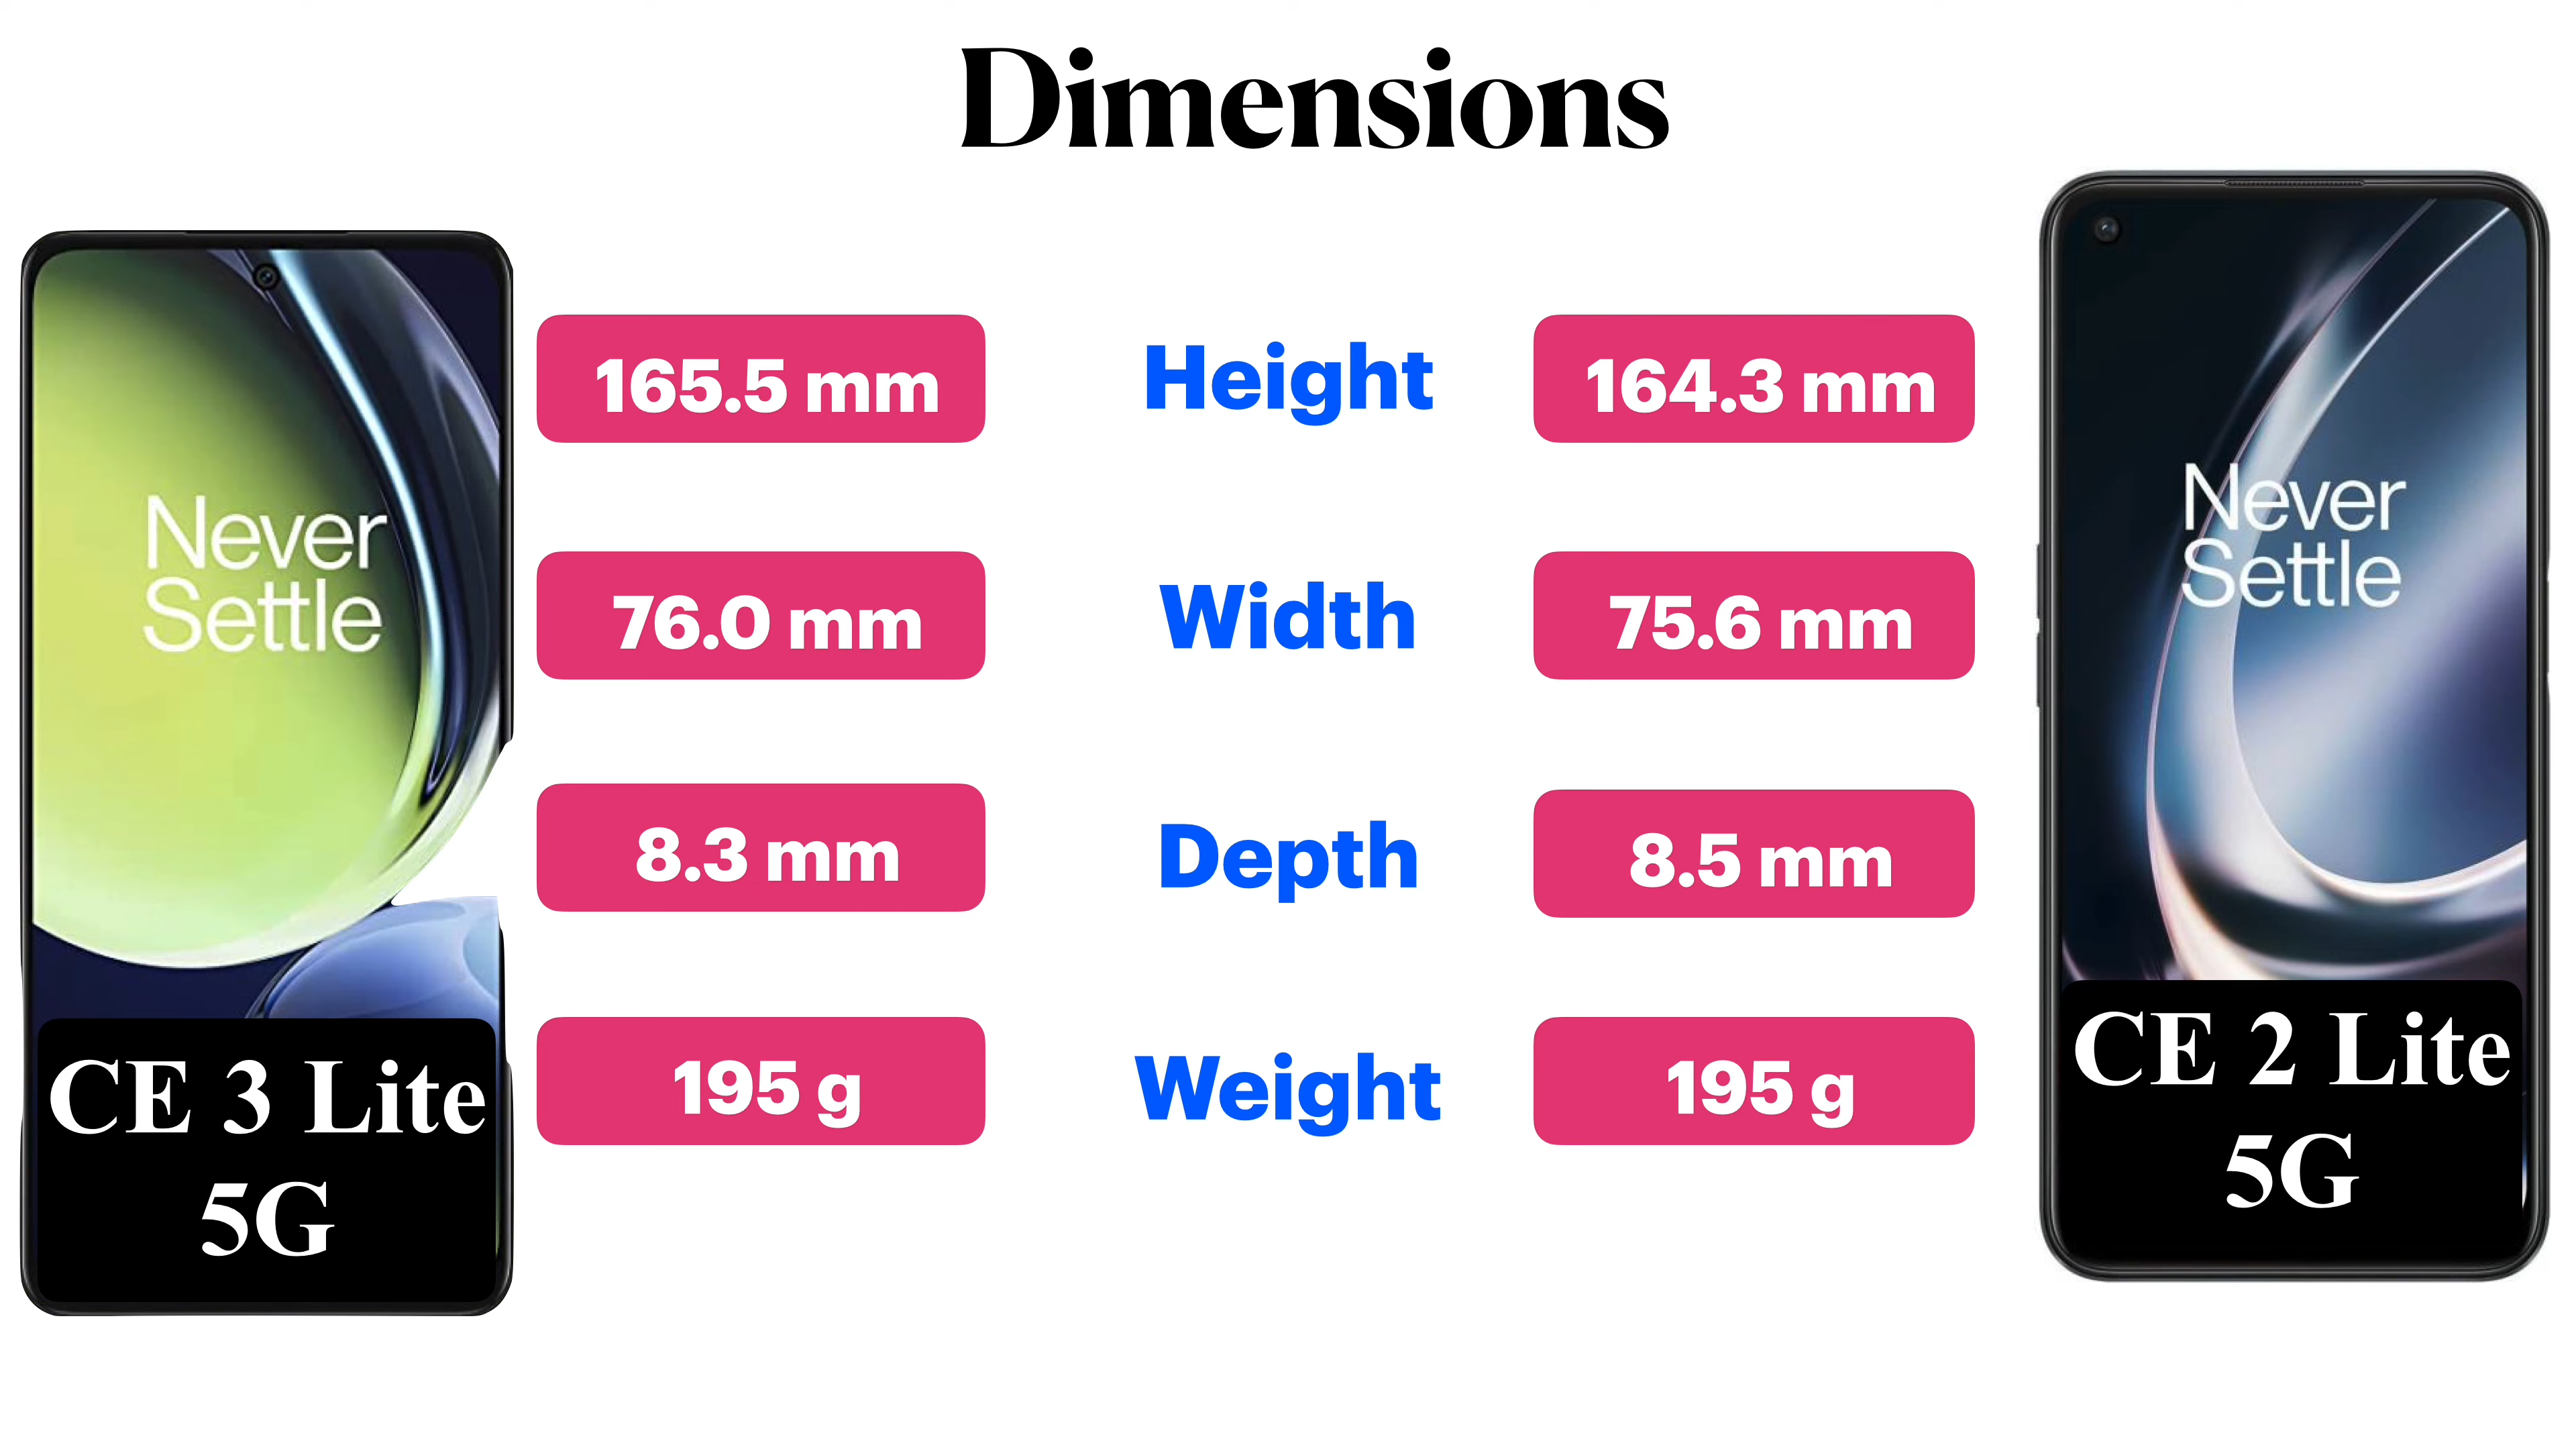 Dimensions
Never
Settle
CE 3 Lite
5G
165.5 mm
Height
164.3 mm
76.0 mm
Width
75.6 mm
8.3 mm
Depth
8.5 mm
195 g
Weight
195 g
Never
Settle
CE 2 Lite
5G